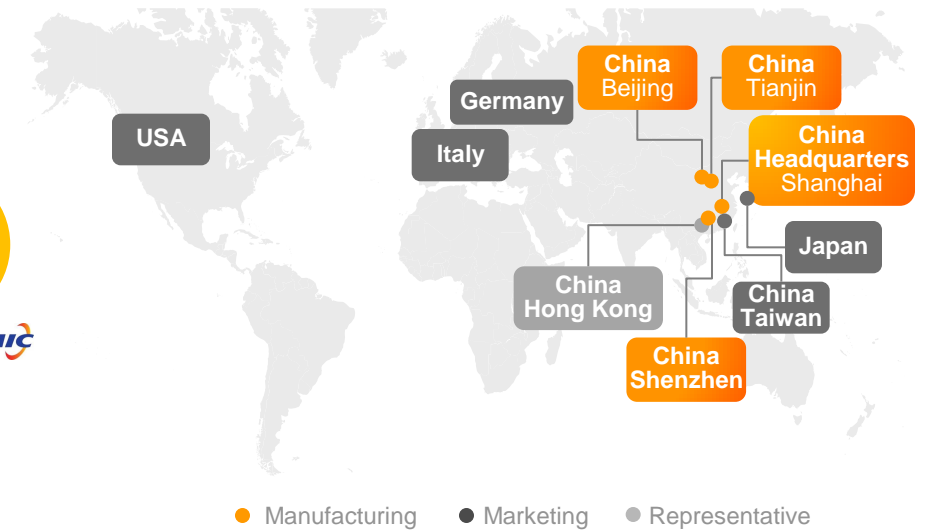 China
Beijing
China
Tianjin
Germany
USA
China
Headquarters
Shanghai
Italy
Japan
China
Hong Kong
China
Taiwan
China
Shenzhen
Manufacturing
Marketing
Representative